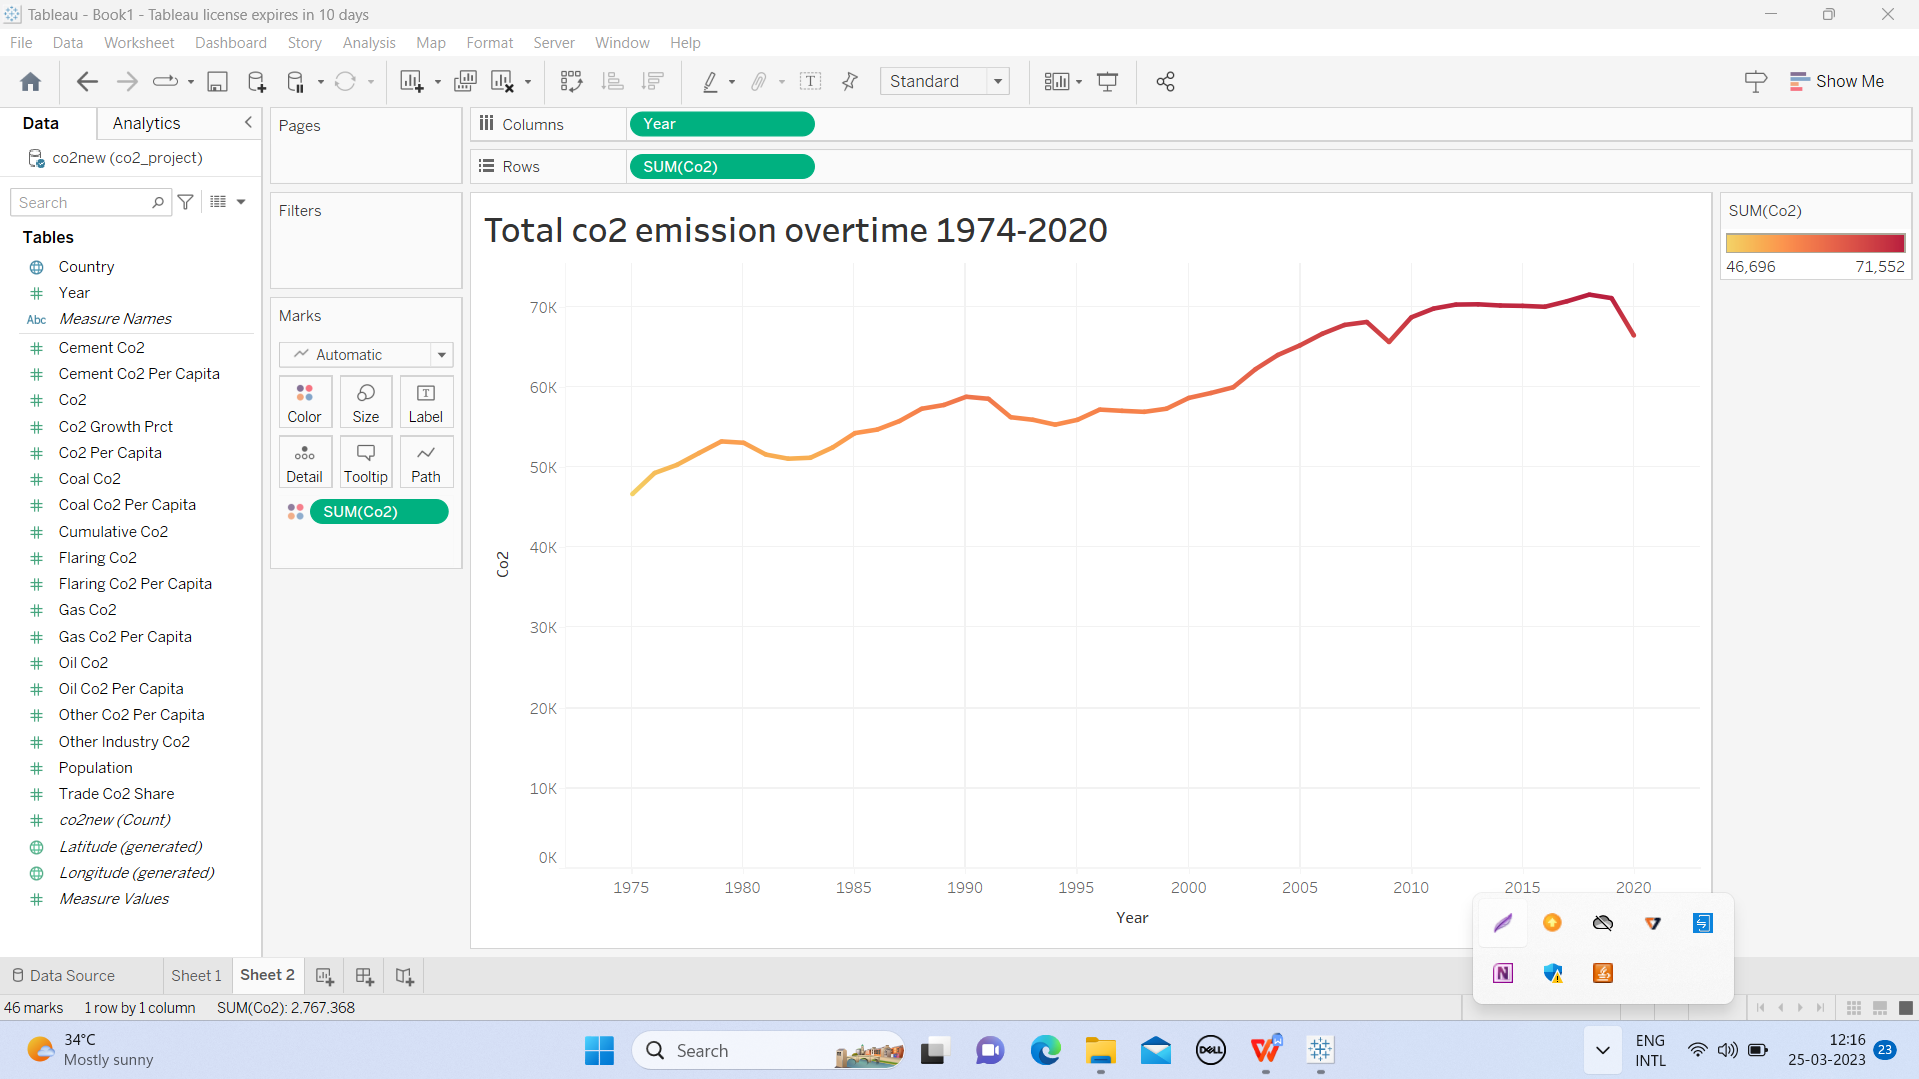 Tableau - Book1 - Tableau license expires in 10 days
File Data Worksheet Dashboard Story Analysis Map Format Server Window Help
Standard
Show Me
Data Analytics
co2new (co2_project)
Search
Tables
Country
Year
Abc Measure Names
Cement Co2
Cement Co2 Per Capita
Co2
Co2 Growth Prct
Co2 Per Capita
Coal Co2
Coal Co2 Per Capita
Cumulative Co2
Flaring Co2
Flaring Co2 Per Capita
Gas Co2
Gas Co2 Per Capita
Oil Co2
Oil Co2 Per Capita
Other Co2 Per Capita
Other Industry Co2
Population
Trade Co2 Share
co2new (Count)
Latitude (generated)
Longitude (generated)
Measure Values
Pages
Filters
Marks
Automatic
Color Size Label
Detail Tooltip Path
SUM(Co2)
Columns Year
Rows SUM(Co2)
Total co2 emission overtime 1974-2020
70K
60K
50K
40K
30K
20K
10K
0K
Co2
1975 1980 1985 1990 1995 2000 2005 2010 2015 2020
Year
SUM(Co2)
46,696 71,552
Data Source Sheet 1 Sheet 2
46 marks 1 row by 1 column SUM(Co2): 2,767,368
34°C
Mostly sunny
Search
DELL
ENG
INTL
12:16
25-03-2023
23